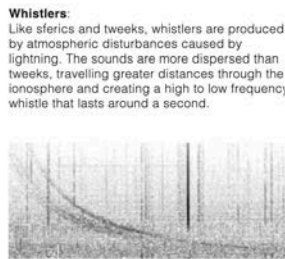 Whistlers:
Like sferics and tweeks, whistlers are produced
by atmospheric disturbances caused by
lightning. The sounds are more dispersed than
tweeks, travelling greater distances through the
ionosphere and creating a high to low frequency
whistle that lasts around a second.